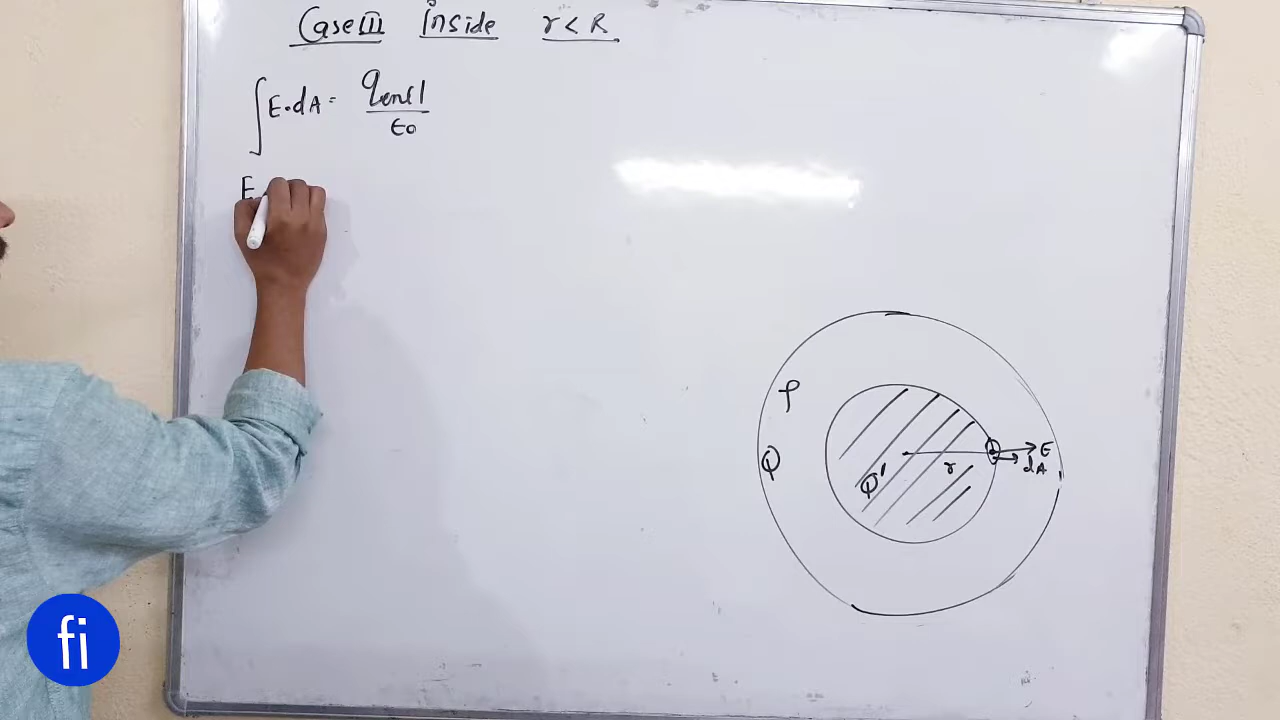 Case III Inside r < R
∫ E·dA = qencl / ε0
E
ρ
Q
Q'
r
E
dA
fi